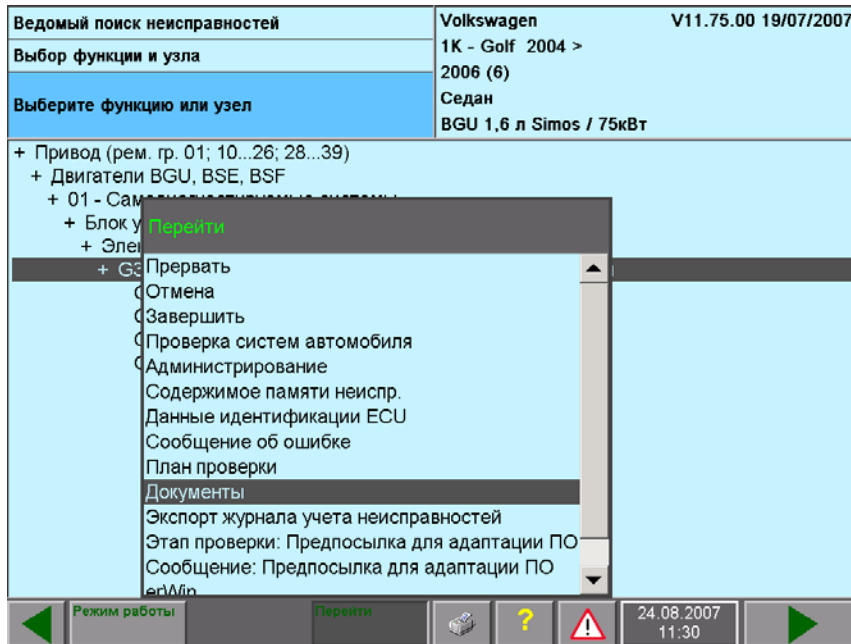 Ведомый поиск неисправностей
Выбор функции и узла
Выберите функцию или узел
Volkswagen V11.75.00 19/07/2007
1K - Golf 2004 >
2006 (6)
Седан
BGU 1,6 л Simos / 75кВт
+ Привод (рем. гр. 01; 10...26; 28...39)
+ Двигатели BGU, BSE, BSF
+ 01 - Самодиагностируемые системы
+ Блок у
+ Элек
+ G3
Перейти
Прервать
Отмена
Завершить
Проверка систем автомобиля
Администрирование
Содержимое памяти неиспр.
Данные идентификации ECU
Сообщение об ошибке
План проверки
Документы
Экспорт журнала учета неисправностей
Этап проверки: Предпосылка для адаптации ПО
Сообщение: Предпосылка для адаптации ПО
erWin
Режим работы
Перейти
?
24.08.2007
11:30